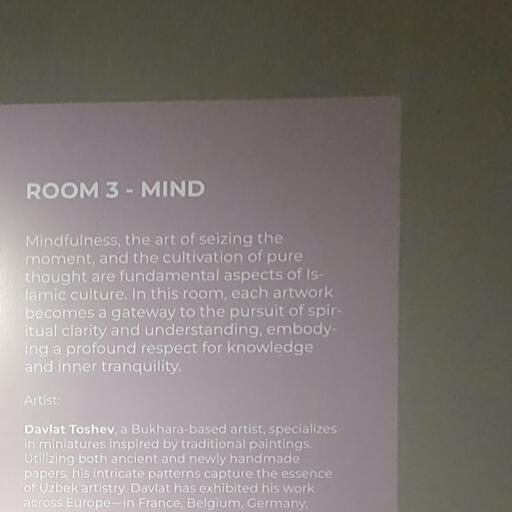 ROOM 3 - MIND
Mindfulness, the art of seizing the
moment, and the cultivation of pure
thought are fundamental aspects of Is-
lamic culture. In this room, each artwork
becomes a gateway to the pursuit of spir-
itual clarity and understanding, embody-
ing a profound respect for knowledge
and inner tranquility.
Artist:
Davlat Toshev, a Bukhara-based artist, specializes
in miniatures inspired by traditional paintings.
Utilizing both ancient and newly handmade
papers, his intricate patterns capture the essence
of Uzbek artistry. Davlat has exhibited his work
across Europe—in France, Belgium, Germany,